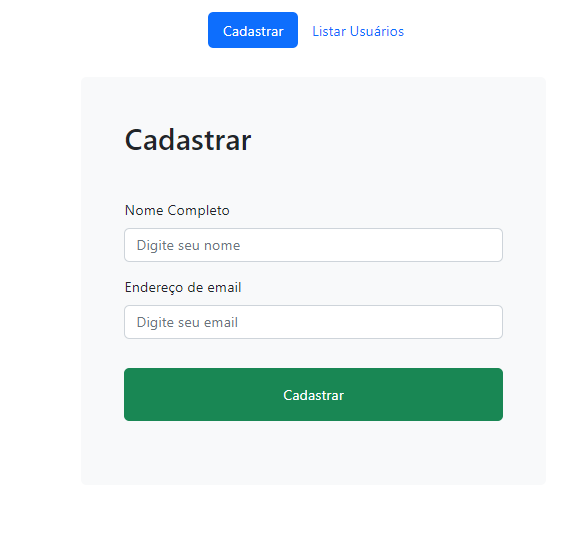 Cadastrar Listar Usuários
Cadastrar
Nome Completo
Digite seu nome
Endereço de email
Digite seu email
Cadastrar